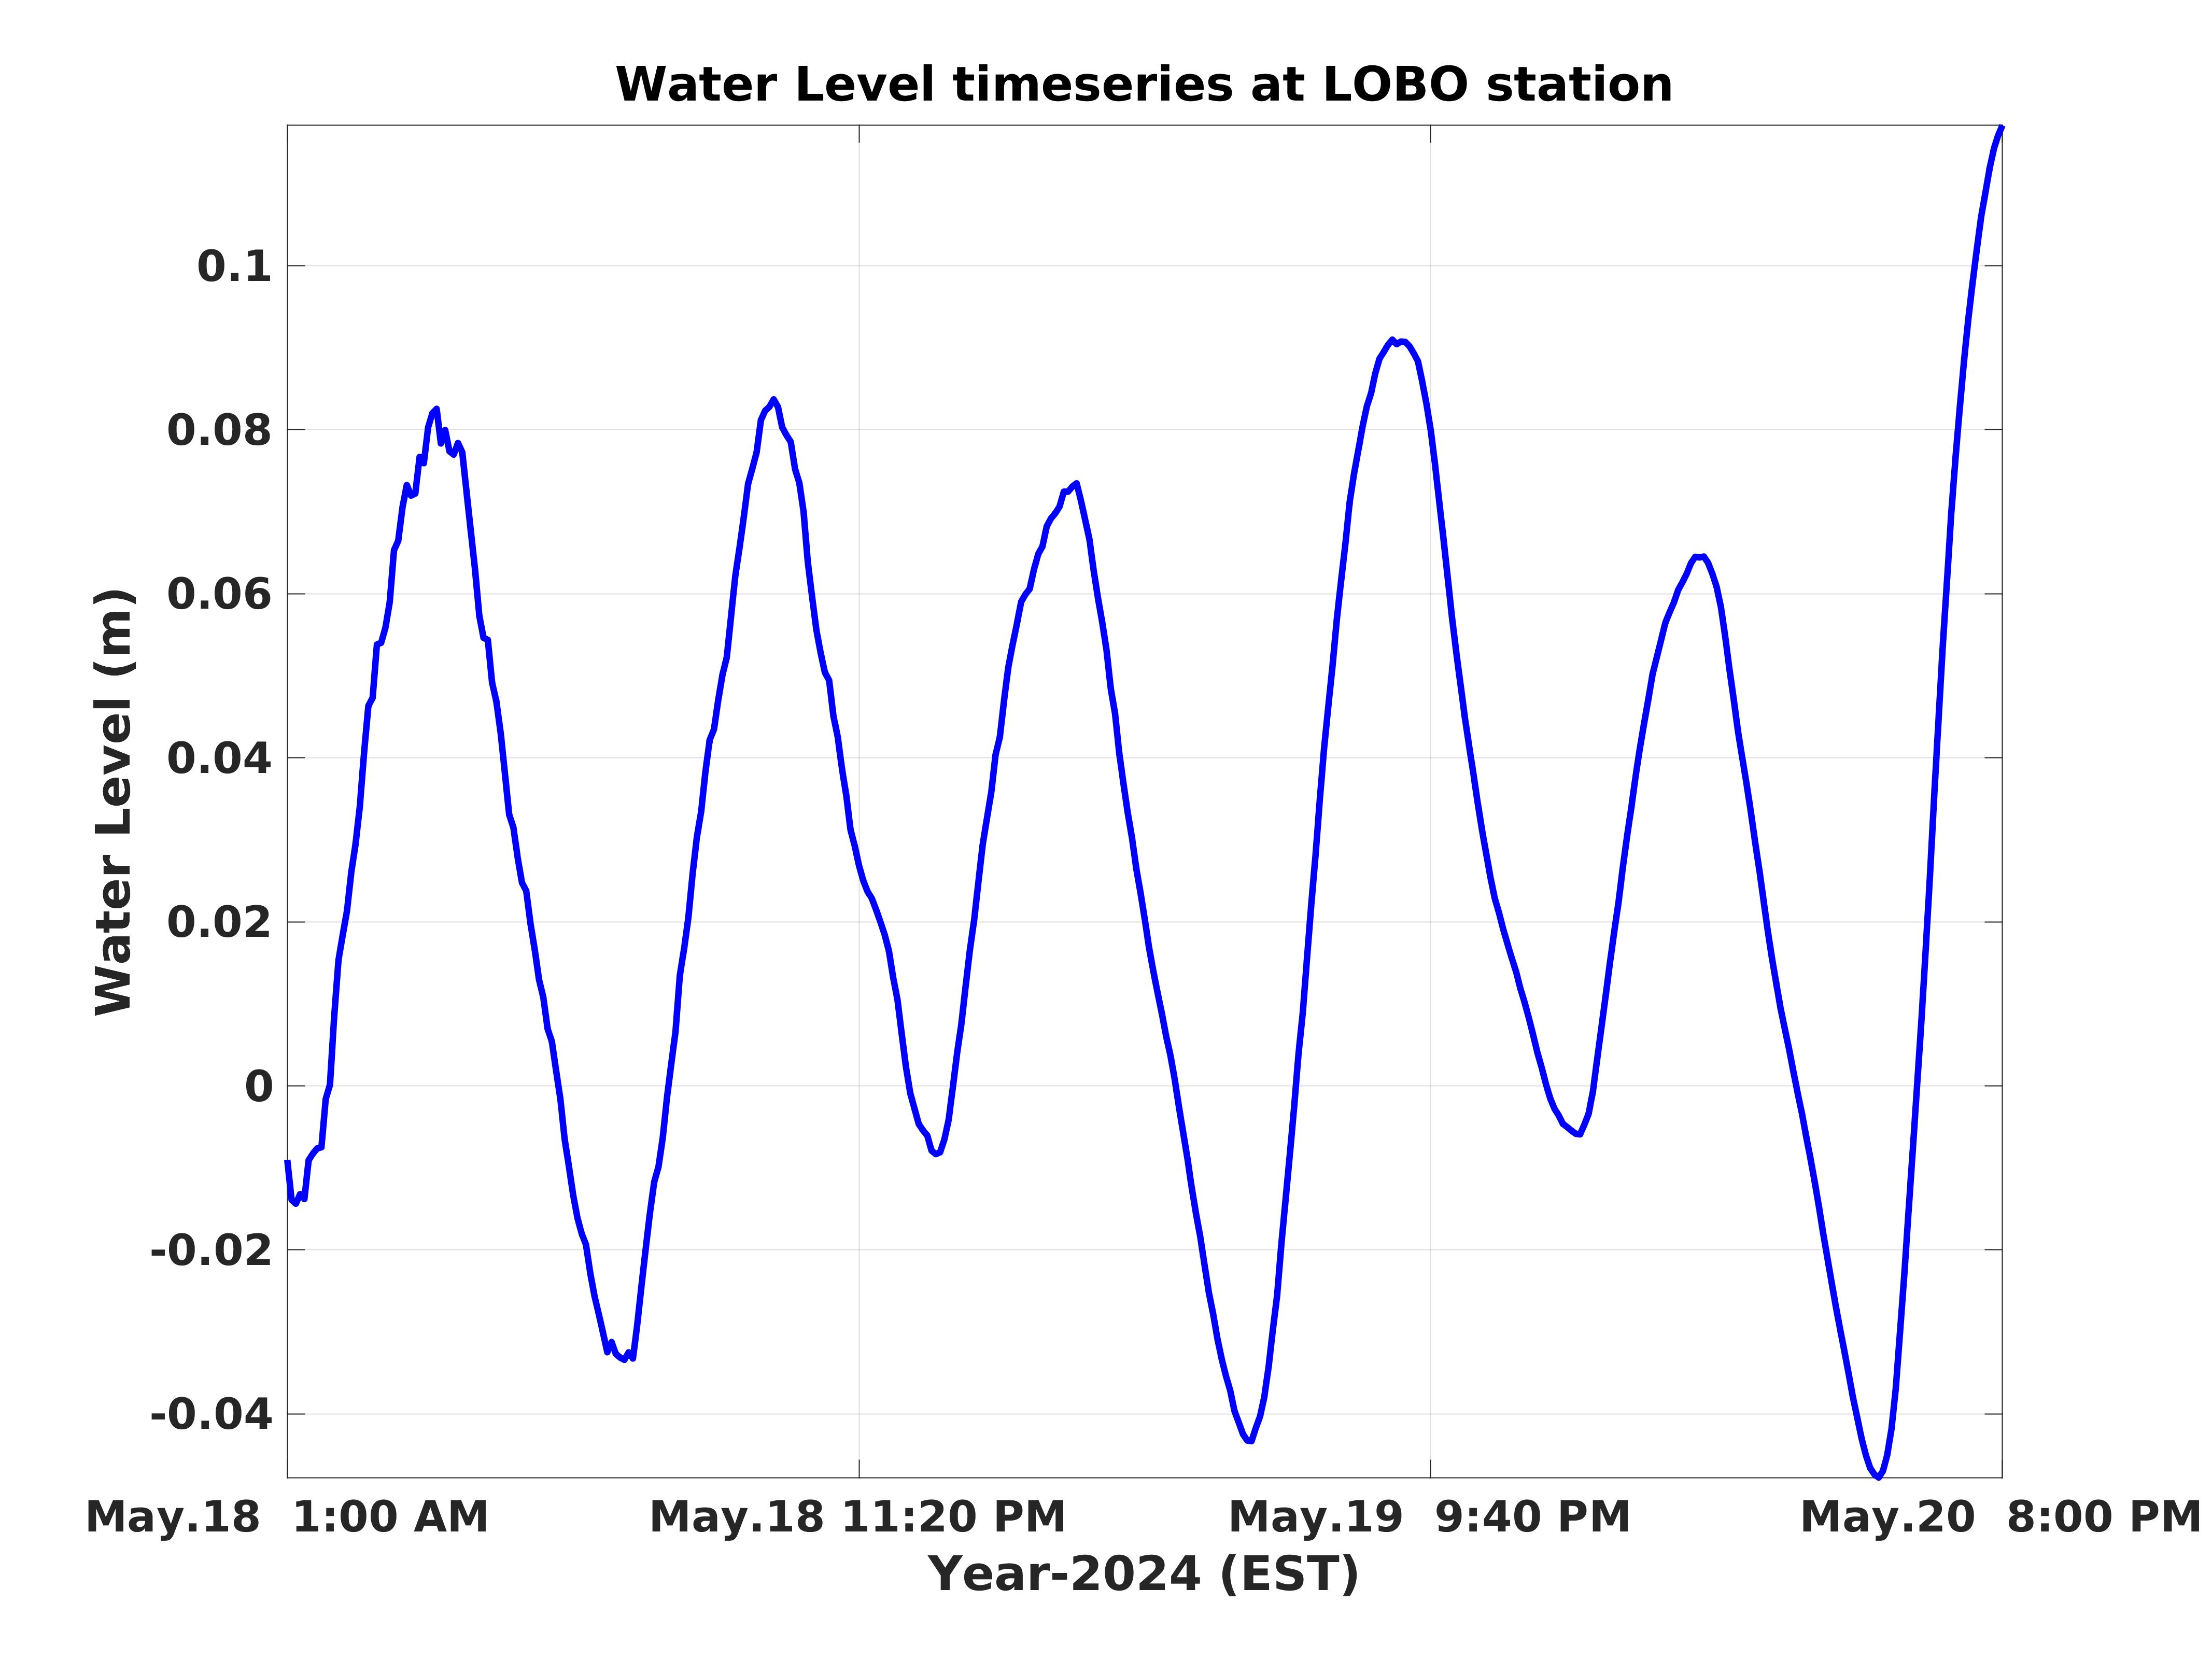 Water Level timeseries at LOBO station
0.1
0.08
0.06
0.04
0.02
0
-0.02
-0.04
Water Level (m)
May.18  1:00 AM
May.18 11:20 PM
May.19  9:40 PM
May.20  8:00 PM
Year-2024 (EST)